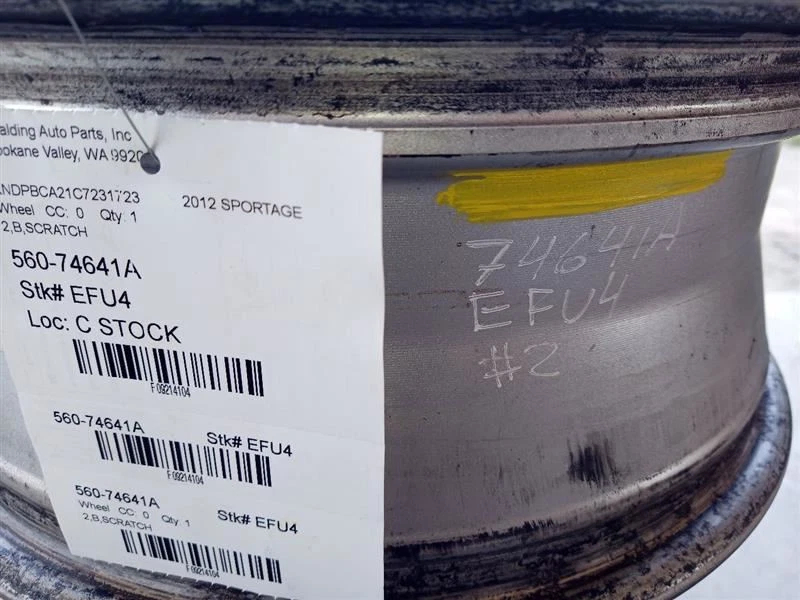 alding Auto Parts, Inc
pokane Valley, WA 9920
NDPBCA21C7231723
2012 SPORTAGE
Wheel CC: 0 Qty 1
2,B,SCRATCH
560-74641A
Stk# EFU4
Loc: C STOCK
F09214104
560-74641A
Stk# EFU4
F09214104
560-74641A
Wheel CC: 0 Qty 1
Stk# EFU4
2,B,SCRATCH
F09214104
74641A
EFU4
#2